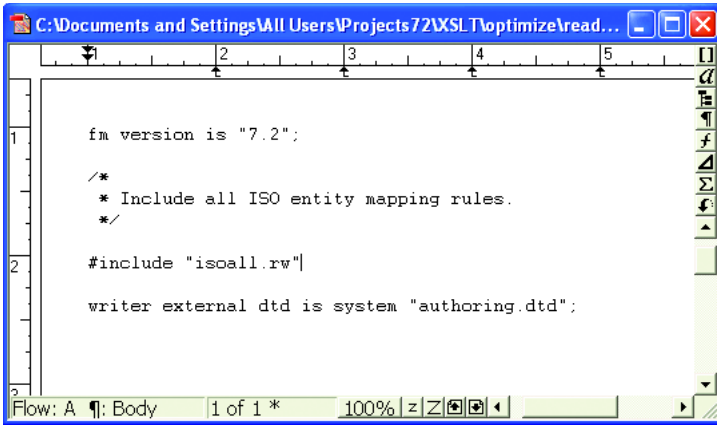 C:\Documents and Settings\All Users\Projects72\XSLT\optimize\read...
1 2 3 4 5
1
fm version is "7.2";
/*
* Include all ISO entity mapping rules.
*/
2
#include "isoall.rw"
writer external dtd is system "authoring.dtd";
Flow: A ¶: Body 1 of 1 * 100% z Z